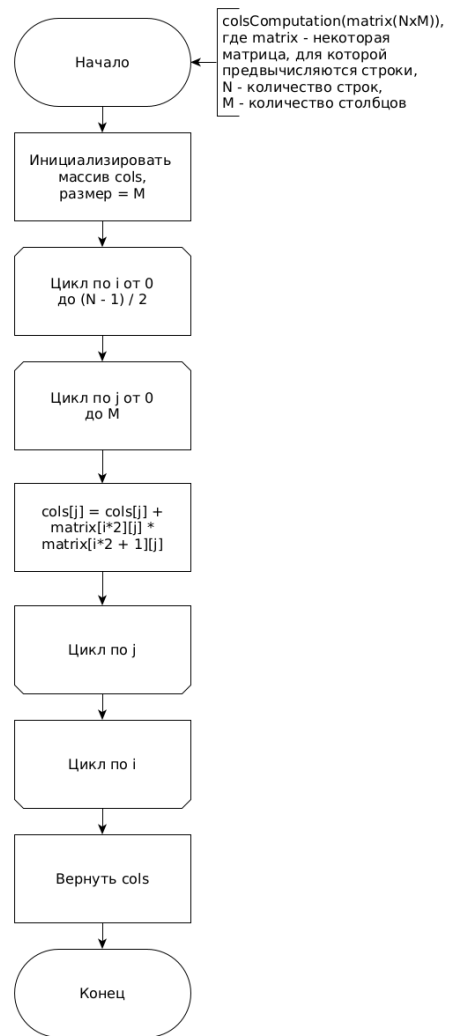 colsComputation(matrix(NxM)),
где matrix - некоторая
матрица, для которой
предвычисляются строки,
N - количество строк,
M - количество столбцов
Начало
Инициализировать
массив cols,
размер = M
Цикл по i от 0
до (N - 1) / 2
Цикл по j от 0
до M
cols[j] = cols[j] +
matrix[i*2][j] *
matrix[i*2 + 1][j]
Цикл по j
Цикл по i
Вернуть cols
Конец